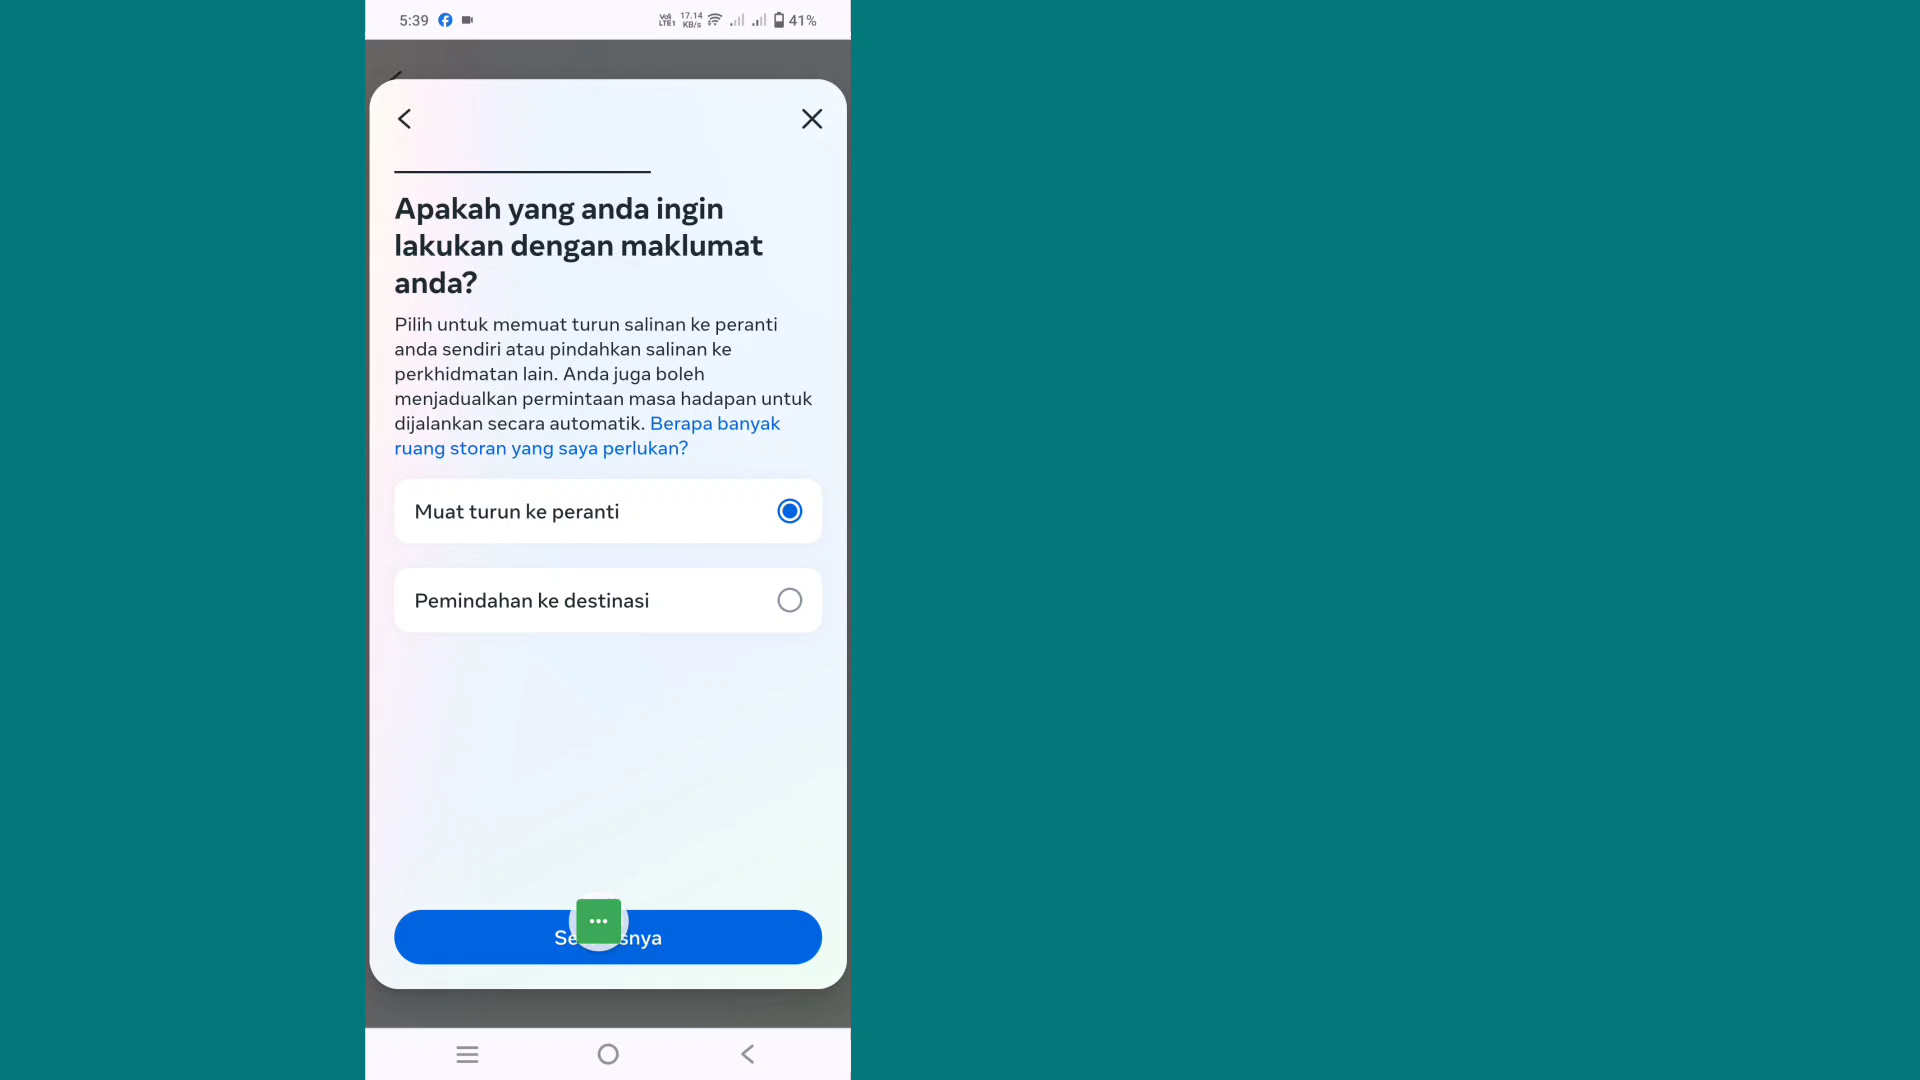 5:39
Vo)) LTE1 17.14 KB/s 41%
Apakah yang anda ingin
lakukan dengan maklumat
anda?
Pilih untuk memuat turun salinan ke peranti
anda sendiri atau pindahkan salinan ke
perkhidmatan lain. Anda juga boleh
menjadualkan permintaan masa hadapan untuk
dijalankan secara automatik. Berapa banyak
ruang storan yang saya perlukan?
Muat turun ke peranti
Pemindahan ke destinasi